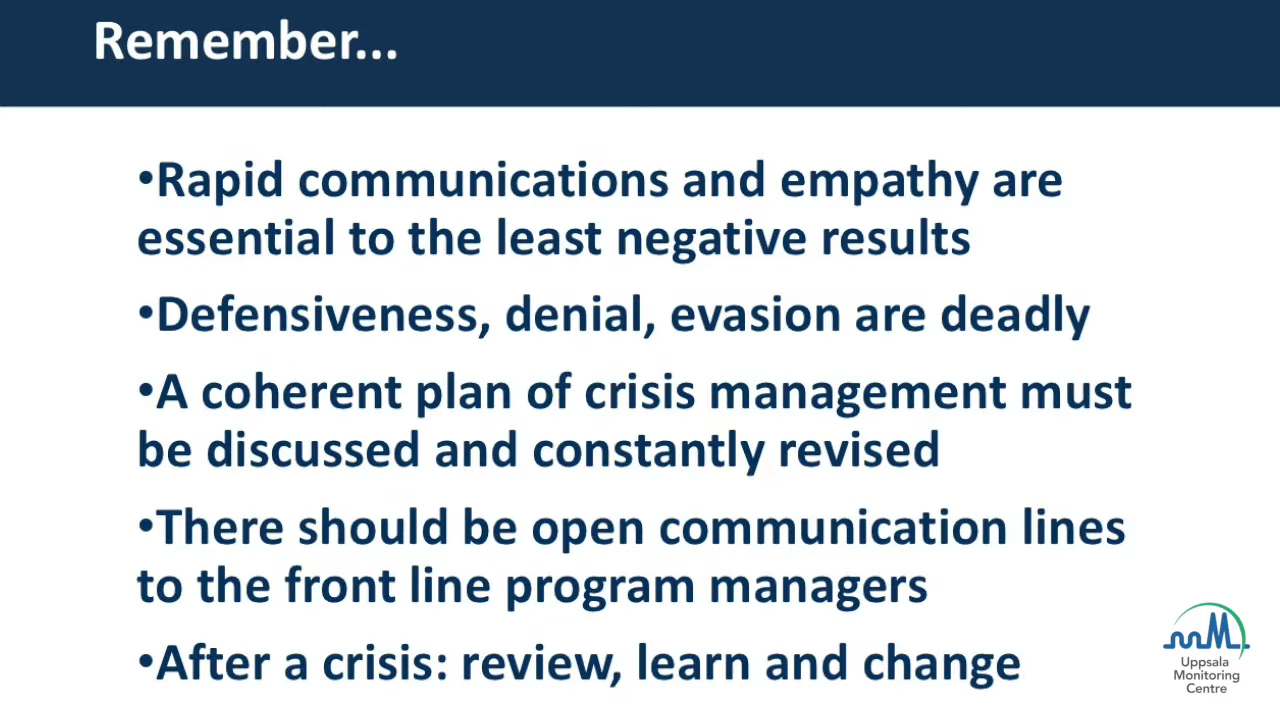 Remember...
•Rapid communications and empathy are
essential to the least negative results
•Defensiveness, denial, evasion are deadly
•A coherent plan of crisis management must
be discussed and constantly revised
•There should be open communication lines
to the front line program managers
•After a crisis: review, learn and change
Uppsala
Monitoring
Centre